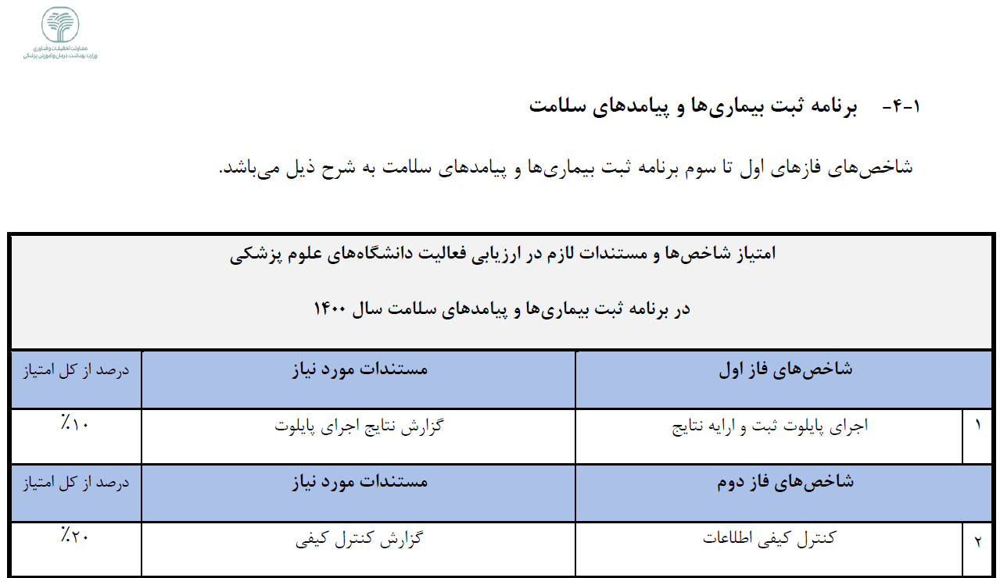 معاونت تحقیقات و فناوری
وزارت بهداشت، درمان و آموزش پزشکی
۴-۱- برنامه ثبت بیماری‌ها و پیامدهای سلامت
شاخص‌های فازهای اول تا سوم برنامه ثبت بیماری‌ها و پیامدهای سلامت به شرح ذیل می‌باشد.
امتیاز شاخص‌ها و مستندات لازم در ارزیابی فعالیت دانشگاه‌های علوم پزشکی
در برنامه ثبت بیماری‌ها و پیامدهای سلامت سال ۱۴۰۰
شاخص‌های فاز اول مستندات مورد نیاز درصد از کل امتیاز
۱ اجرای پایلوت ثبت و ارایه نتایج گزارش نتایج اجرای پایلوت ۱۰٪
شاخص‌های فاز دوم مستندات مورد نیاز درصد از کل امتیاز
۲ کنترل کیفی اطلاعات گزارش کنترل کیفی ۲۰٪